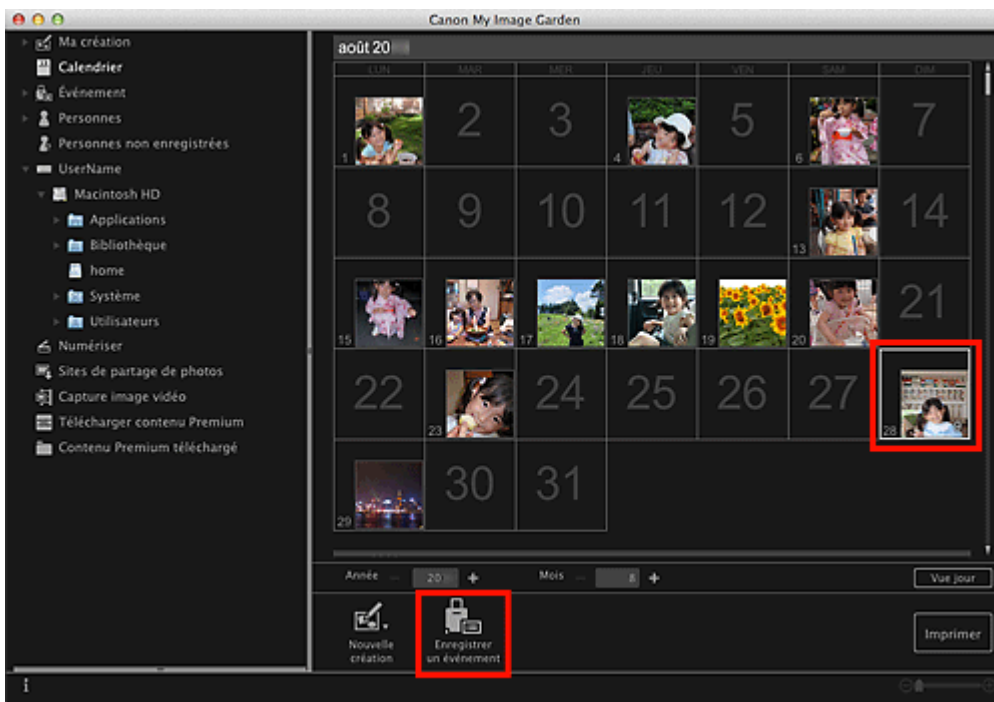 Canon My Image Garden
Ma création
Calendrier
Événement
Personnes
Personnes non enregistrées
UserName
Macintosh HD
Applications
Bibliothèque
home
Système
Utilisateurs
Numériser
Sites de partage de photos
Capture image vidéo
Télécharger contenu Premium
Contenu Premium téléchargé
août 20
LUN MAR MER JEU VEN SAM DIM
1 2 3 4 5 6 7
8 9 10 11 12 13 14
15 16 17 18 19 20 21
22 23 24 25 26 27 28
29 30 31
Année 20 + Mois 8 +
Vue jour
Nouvelle
création
Enregistrer
un événement
Imprimer